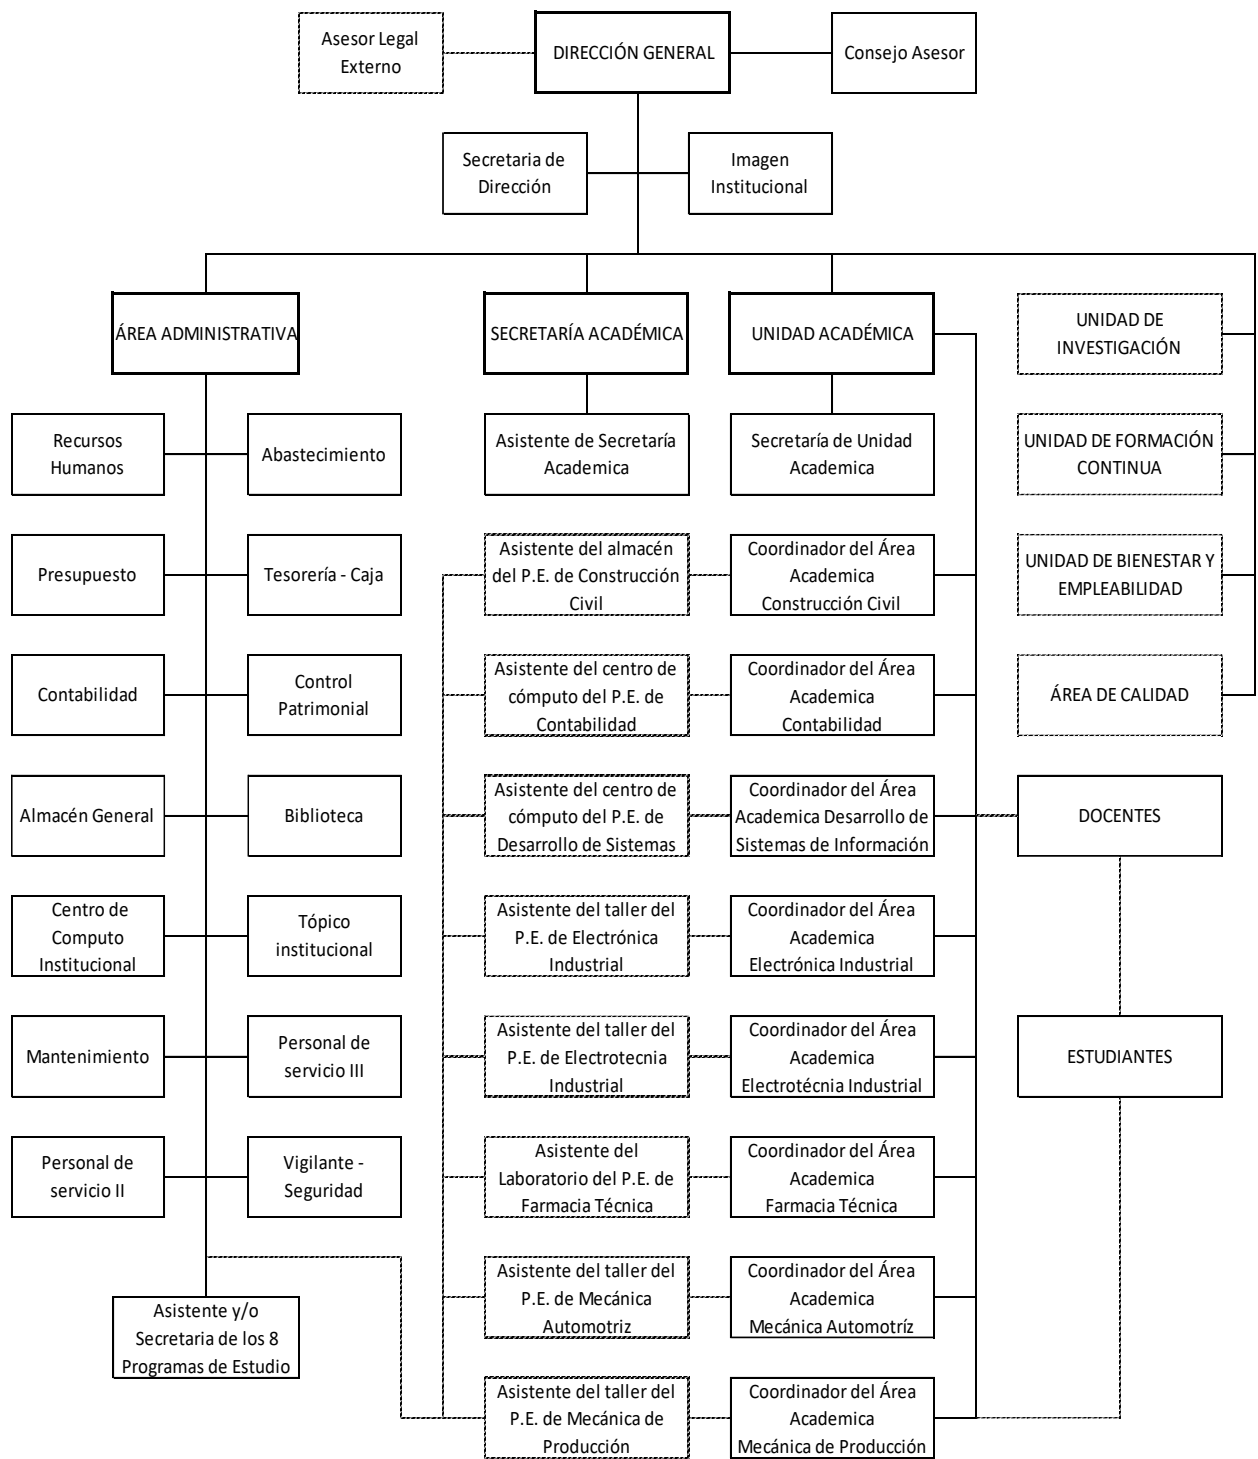 Asesor Legal
Externo
DIRECCIÓN GENERAL
Consejo Asesor
Secretaria de
Dirección
Imagen
Institucional
ÁREA ADMINISTRATIVA
SECRETARÍA ACADÉMICA
UNIDAD ACADÉMICA
UNIDAD DE
INVESTIGACIÓN
Recursos
Humanos
Abastecimiento
Asistente de Secretaría
Academica
Secretaría de Unidad
Academica
UNIDAD DE FORMACIÓN
CONTINUA
Presupuesto
Tesorería - Caja
Asistente del almacén
del P.E. de Construcción
Civil
Coordinador del Área
Academica
Construcción Civil
UNIDAD DE BIENESTAR Y
EMPLEABILIDAD
Contabilidad
Control
Patrimonial
Asistente del centro de
cómputo del P.E. de
Contabilidad
Coordinador del Área
Academica
Contabilidad
ÁREA DE CALIDAD
Almacén General
Biblioteca
Asistente del centro de
cómputo del P.E. de
Desarrollo de Sistemas
Coordinador del Área
Academica Desarrollo de
Sistemas de Información
DOCENTES
Centro de
Computo
Institucional
Tópico
institucional
Asistente del taller del
P.E. de Electrónica
Industrial
Coordinador del Área
Academica
Electrónica Industrial
Mantenimiento
Personal de
servicio III
Asistente del taller del
P.E. de Electrotecnia
Industrial
Coordinador del Área
Academica
Electrotécnia Industrial
ESTUDIANTES
Personal de
servicio II
Vigilante -
Seguridad
Asistente del
Laboratorio del P.E. de
Farmacia Técnica
Coordinador del Área
Academica
Farmacia Técnica
Asistente y/o
Secretaria de los 8
Programas de Estudio
Asistente del taller del
P.E. de Mecánica
Automotriz
Coordinador del Área
Academica
Mecánica Automotríz
Asistente del taller del
P.E. de Mecánica de
Producción
Coordinador del Área
Academica
Mecánica de Producción